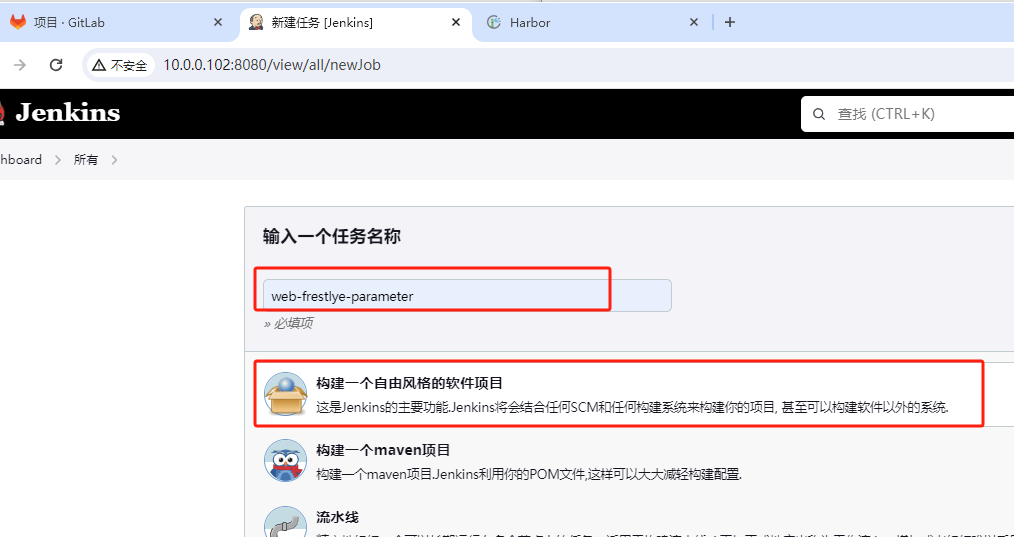 项目 · GitLab
新建任务 [Jenkins]
Harbor
不安全
10.0.0.102:8080/view/all/newJob
Jenkins
查找 (CTRL+K)
hboard
所有
输入一个任务名称
web-frestlye-parameter
» 必填项
构建一个自由风格的软件项目
这是Jenkins的主要功能.Jenkins将会结合任何SCM和任何构建系统来构建你的项目, 甚至可以构建软件以外的系统.
构建一个maven项目
构建一个maven项目.Jenkins利用你的POM文件,这样可以大大减轻构建配置.
流水线